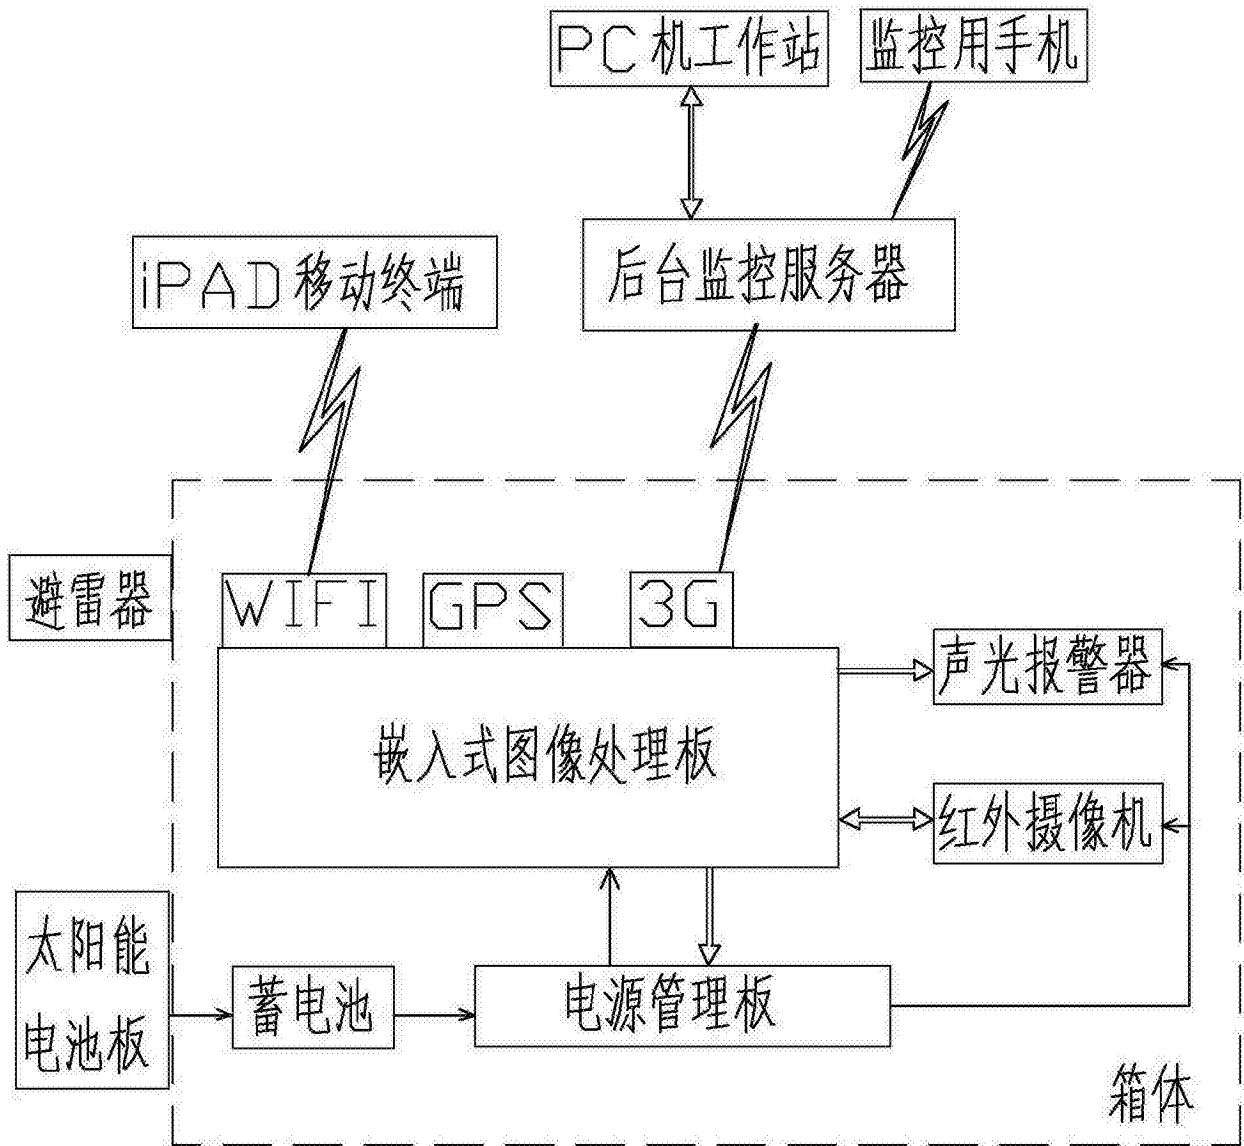 PC机工作站
监控用手机
iPAD移动终端
后台监控服务器
避雷器
WIFI
GPS
3G
声光报警器
嵌入式图像处理板
红外摄像机
太阳能
电池板
蓄电池
电源管理板
箱体